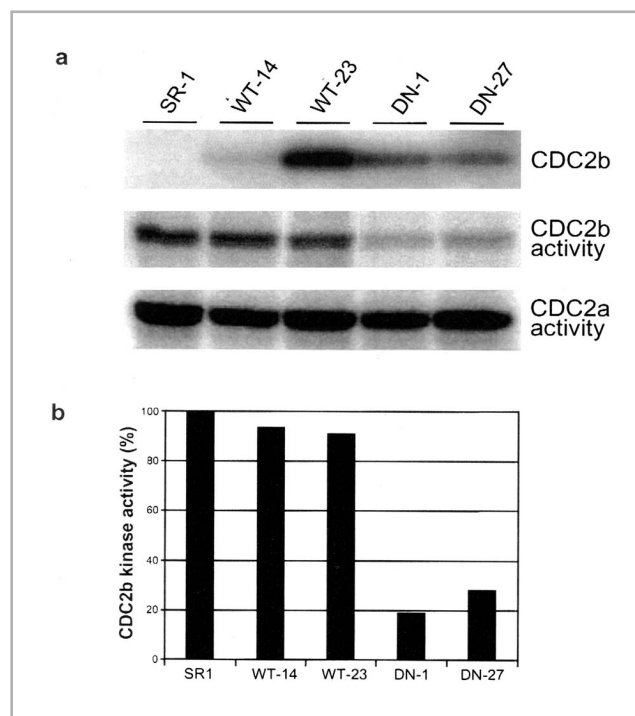 a
SR-1 WT-14 WT-23 DN-1 DN-27
CDC2b
CDC2b
activity
CDC2a
activity
b
CDC2b kinase activity (%)
100
80
60
40
20
0
SR1 WT-14 WT-23 DN-1 DN-27